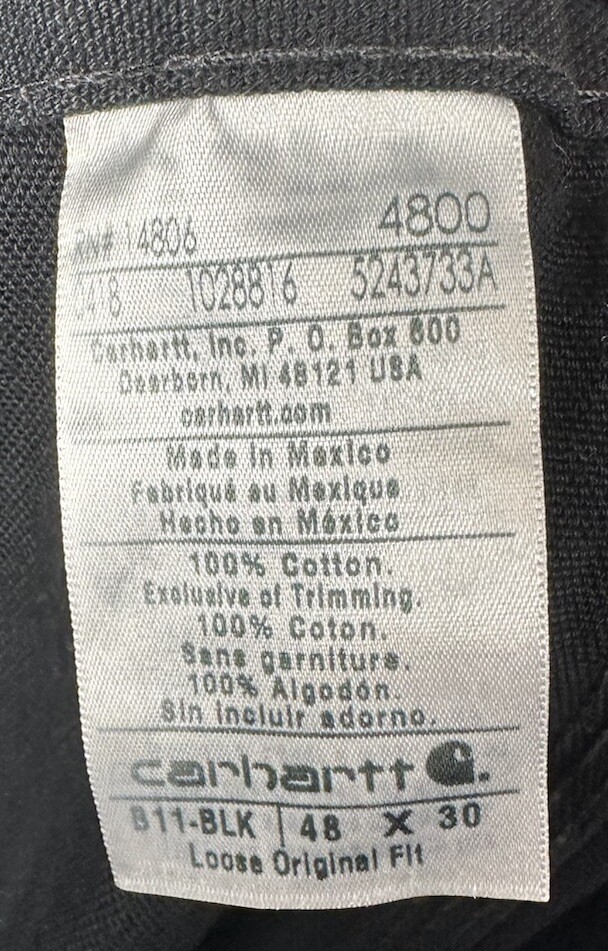 RN# 14806 4800
0418 1028816 5243733A
Carhartt, Inc. P. O. Box 600
Dearborn, MI 48121 USA
carhartt.com
Made in Mexico
Fabriqué au Mexique
Hecho en México
100% Cotton.
Exclusive of Trimming.
100% Coton.
Sans garniture.
100% Algodón.
Sin incluir adorno.
carhartt.
B11-BLK | 48 X 30
Loose Original Fit